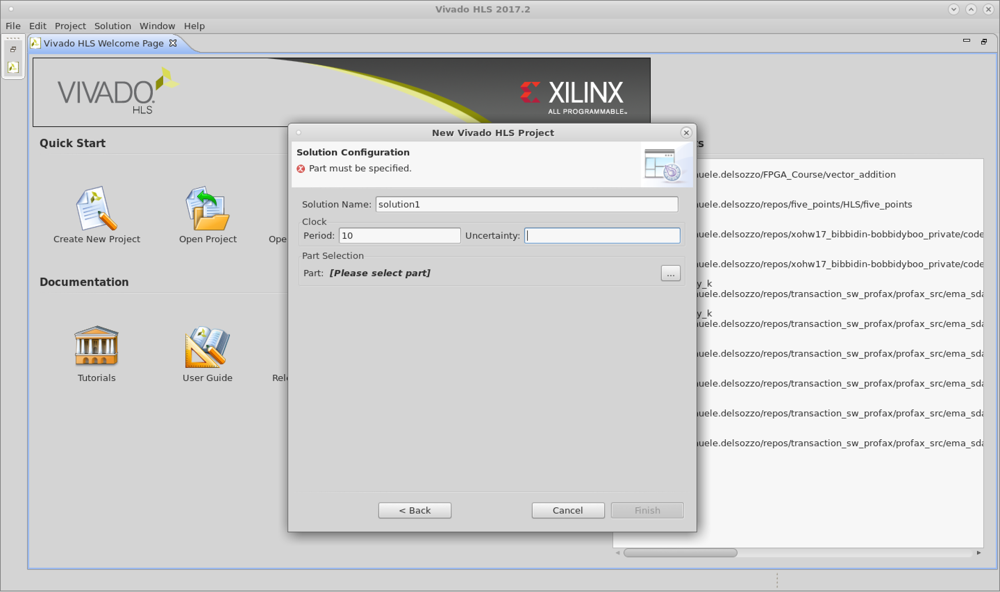 Vivado HLS 2017.2
File Edit Project Solution Window Help
Vivado HLS Welcome Page
VIVADO.
HLS
XILINX
ALL PROGRAMMABLE™
Quick Start
Create New Project
Open Project
Documentation
Tutorials
User Guide
New Vivado HLS Project
Solution Configuration
Part must be specified.
Solution Name: solution1
Clock
Period: 10 Uncertainty:
Part Selection
Part: [Please select part] ...
< Back Cancel Finish
uele.delsozzo/FPGA_Course/vector_addition
uele.delsozzo/repos/five_points/HLS/five_points
uele.delsozzo/repos/xohw17_bibbidin-bobbidyboo_private/code
uele.delsozzo/repos/xohw17_bibbidin-bobbidyboo_private/code
y_k
uele.delsozzo/repos/transaction_sw_profax/profax_src/ema_sda
y_k
uele.delsozzo/repos/transaction_sw_profax/profax_src/ema_sda
uele.delsozzo/repos/transaction_sw_profax/profax_src/ema_sda
uele.delsozzo/repos/transaction_sw_profax/profax_src/ema_sda
uele.delsozzo/repos/transaction_sw_profax/profax_src/ema_sda
uele.delsozzo/repos/transaction_sw_profax/profax_src/ema_sda